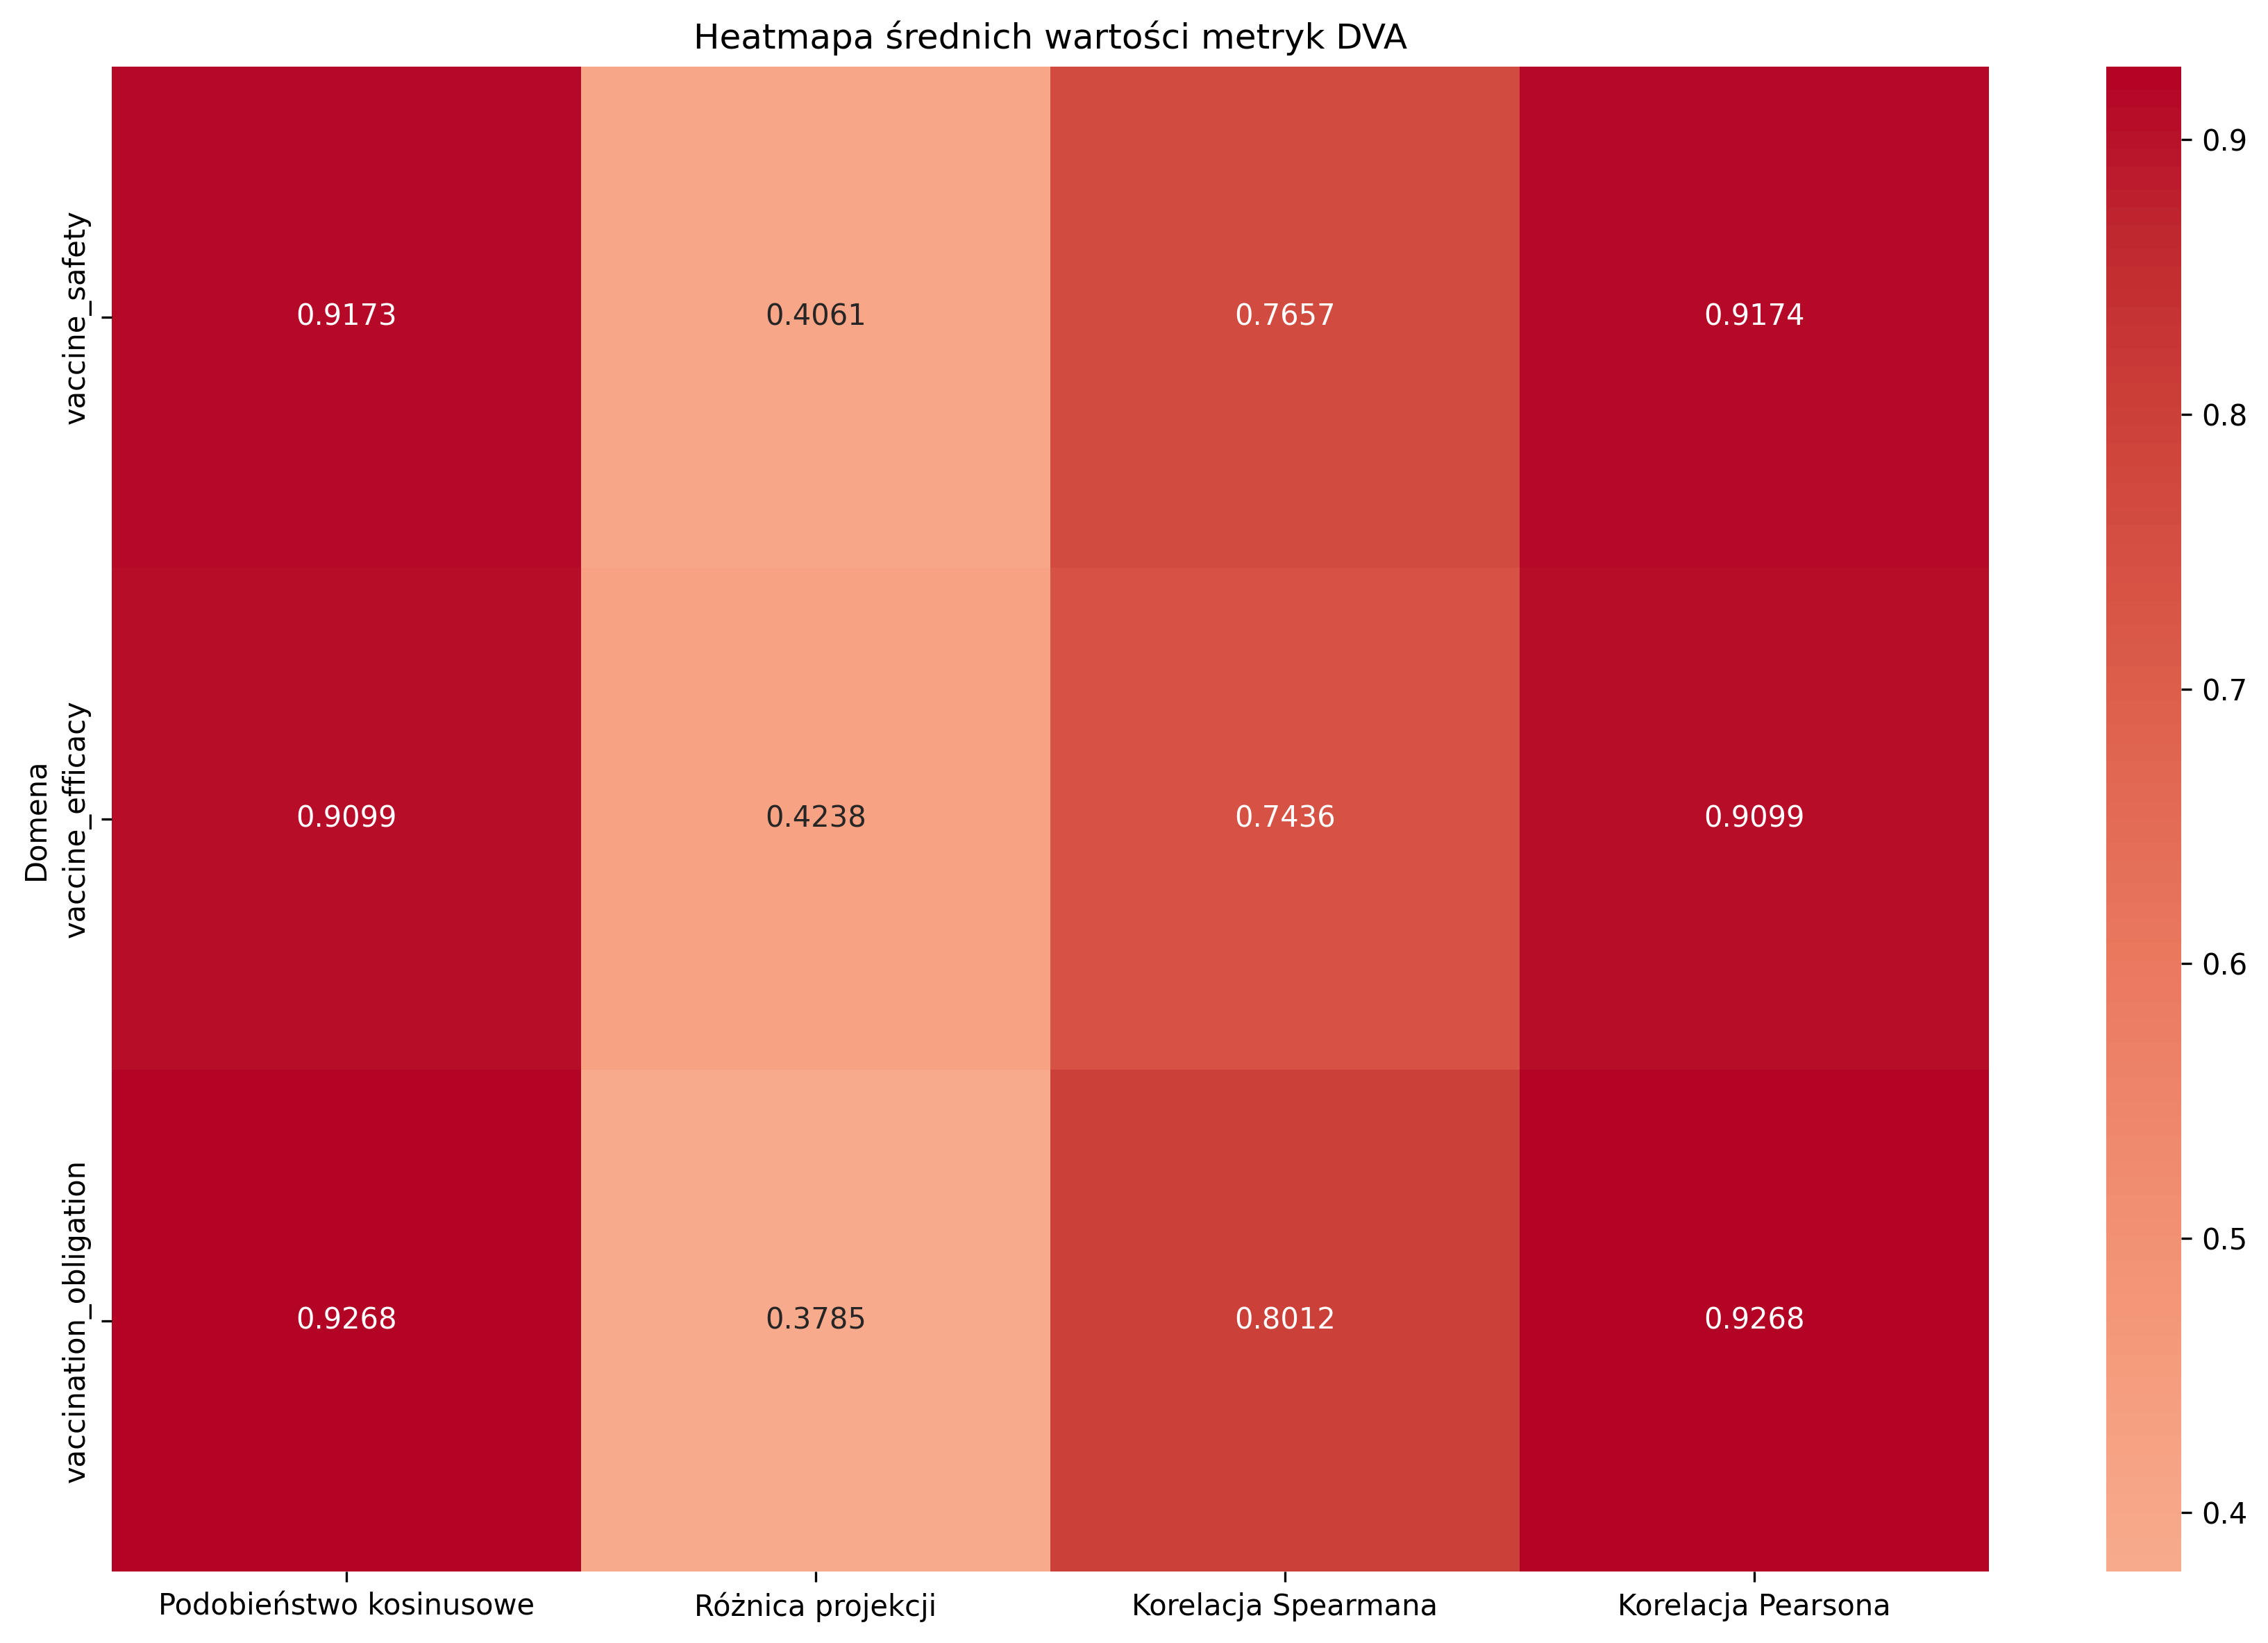 Heatmapa średnich wartości metryk DVA
Domena
vaccine_safety
0.9173 0.4061 0.7657 0.9174
vaccine_efficacy
0.9099 0.4238 0.7436 0.9099
vaccination_obligation
0.9268 0.3785 0.8012 0.9268
Podobieństwo kosinusowe Różnica projekcji Korelacja Spearmana Korelacja Pearsona
0.9
0.8
0.7
0.6
0.5
0.4